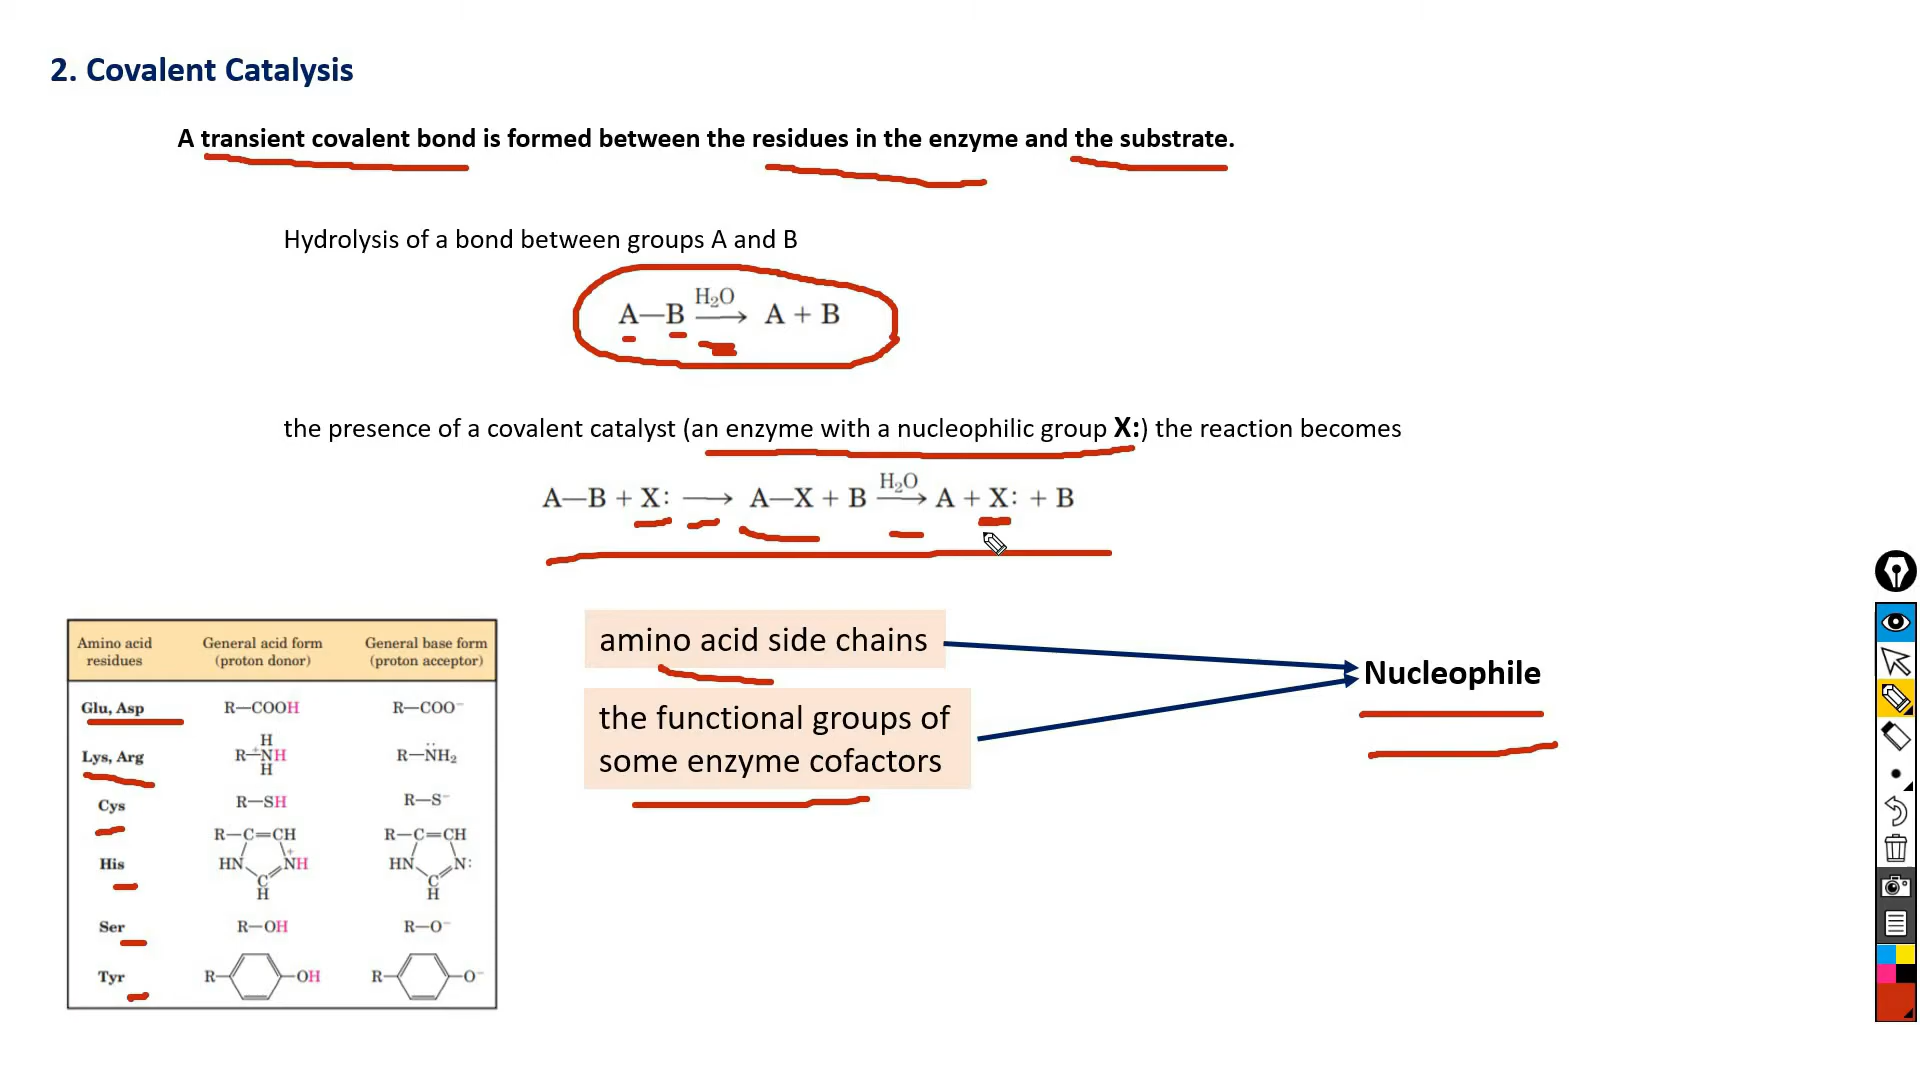 2. Covalent Catalysis
A transient covalent bond is formed between the residues in the enzyme and the substrate.
Hydrolysis of a bond between groups A and B
A—B H₂O ⟶ A + B
the presence of a covalent catalyst (an enzyme with a nucleophilic group X:) the reaction becomes
A—B + X: ⟶ A—X + B H₂O ⟶ A + X: + B
amino acid side chains
the functional groups of
some enzyme cofactors
Nucleophile
Amino acid residues General acid form (proton donor) General base form (proton acceptor)
Glu, Asp R—COOH R—COO⁻
Lys, Arg R—⁺NH H H R—N̈H₂
Cys R—SH R—S⁻
His R—C=CH HN ⁺NH C H R—C=CH HN N: C H
Ser R—OH R—O⁻
Tyr R— —OH R— —O⁻